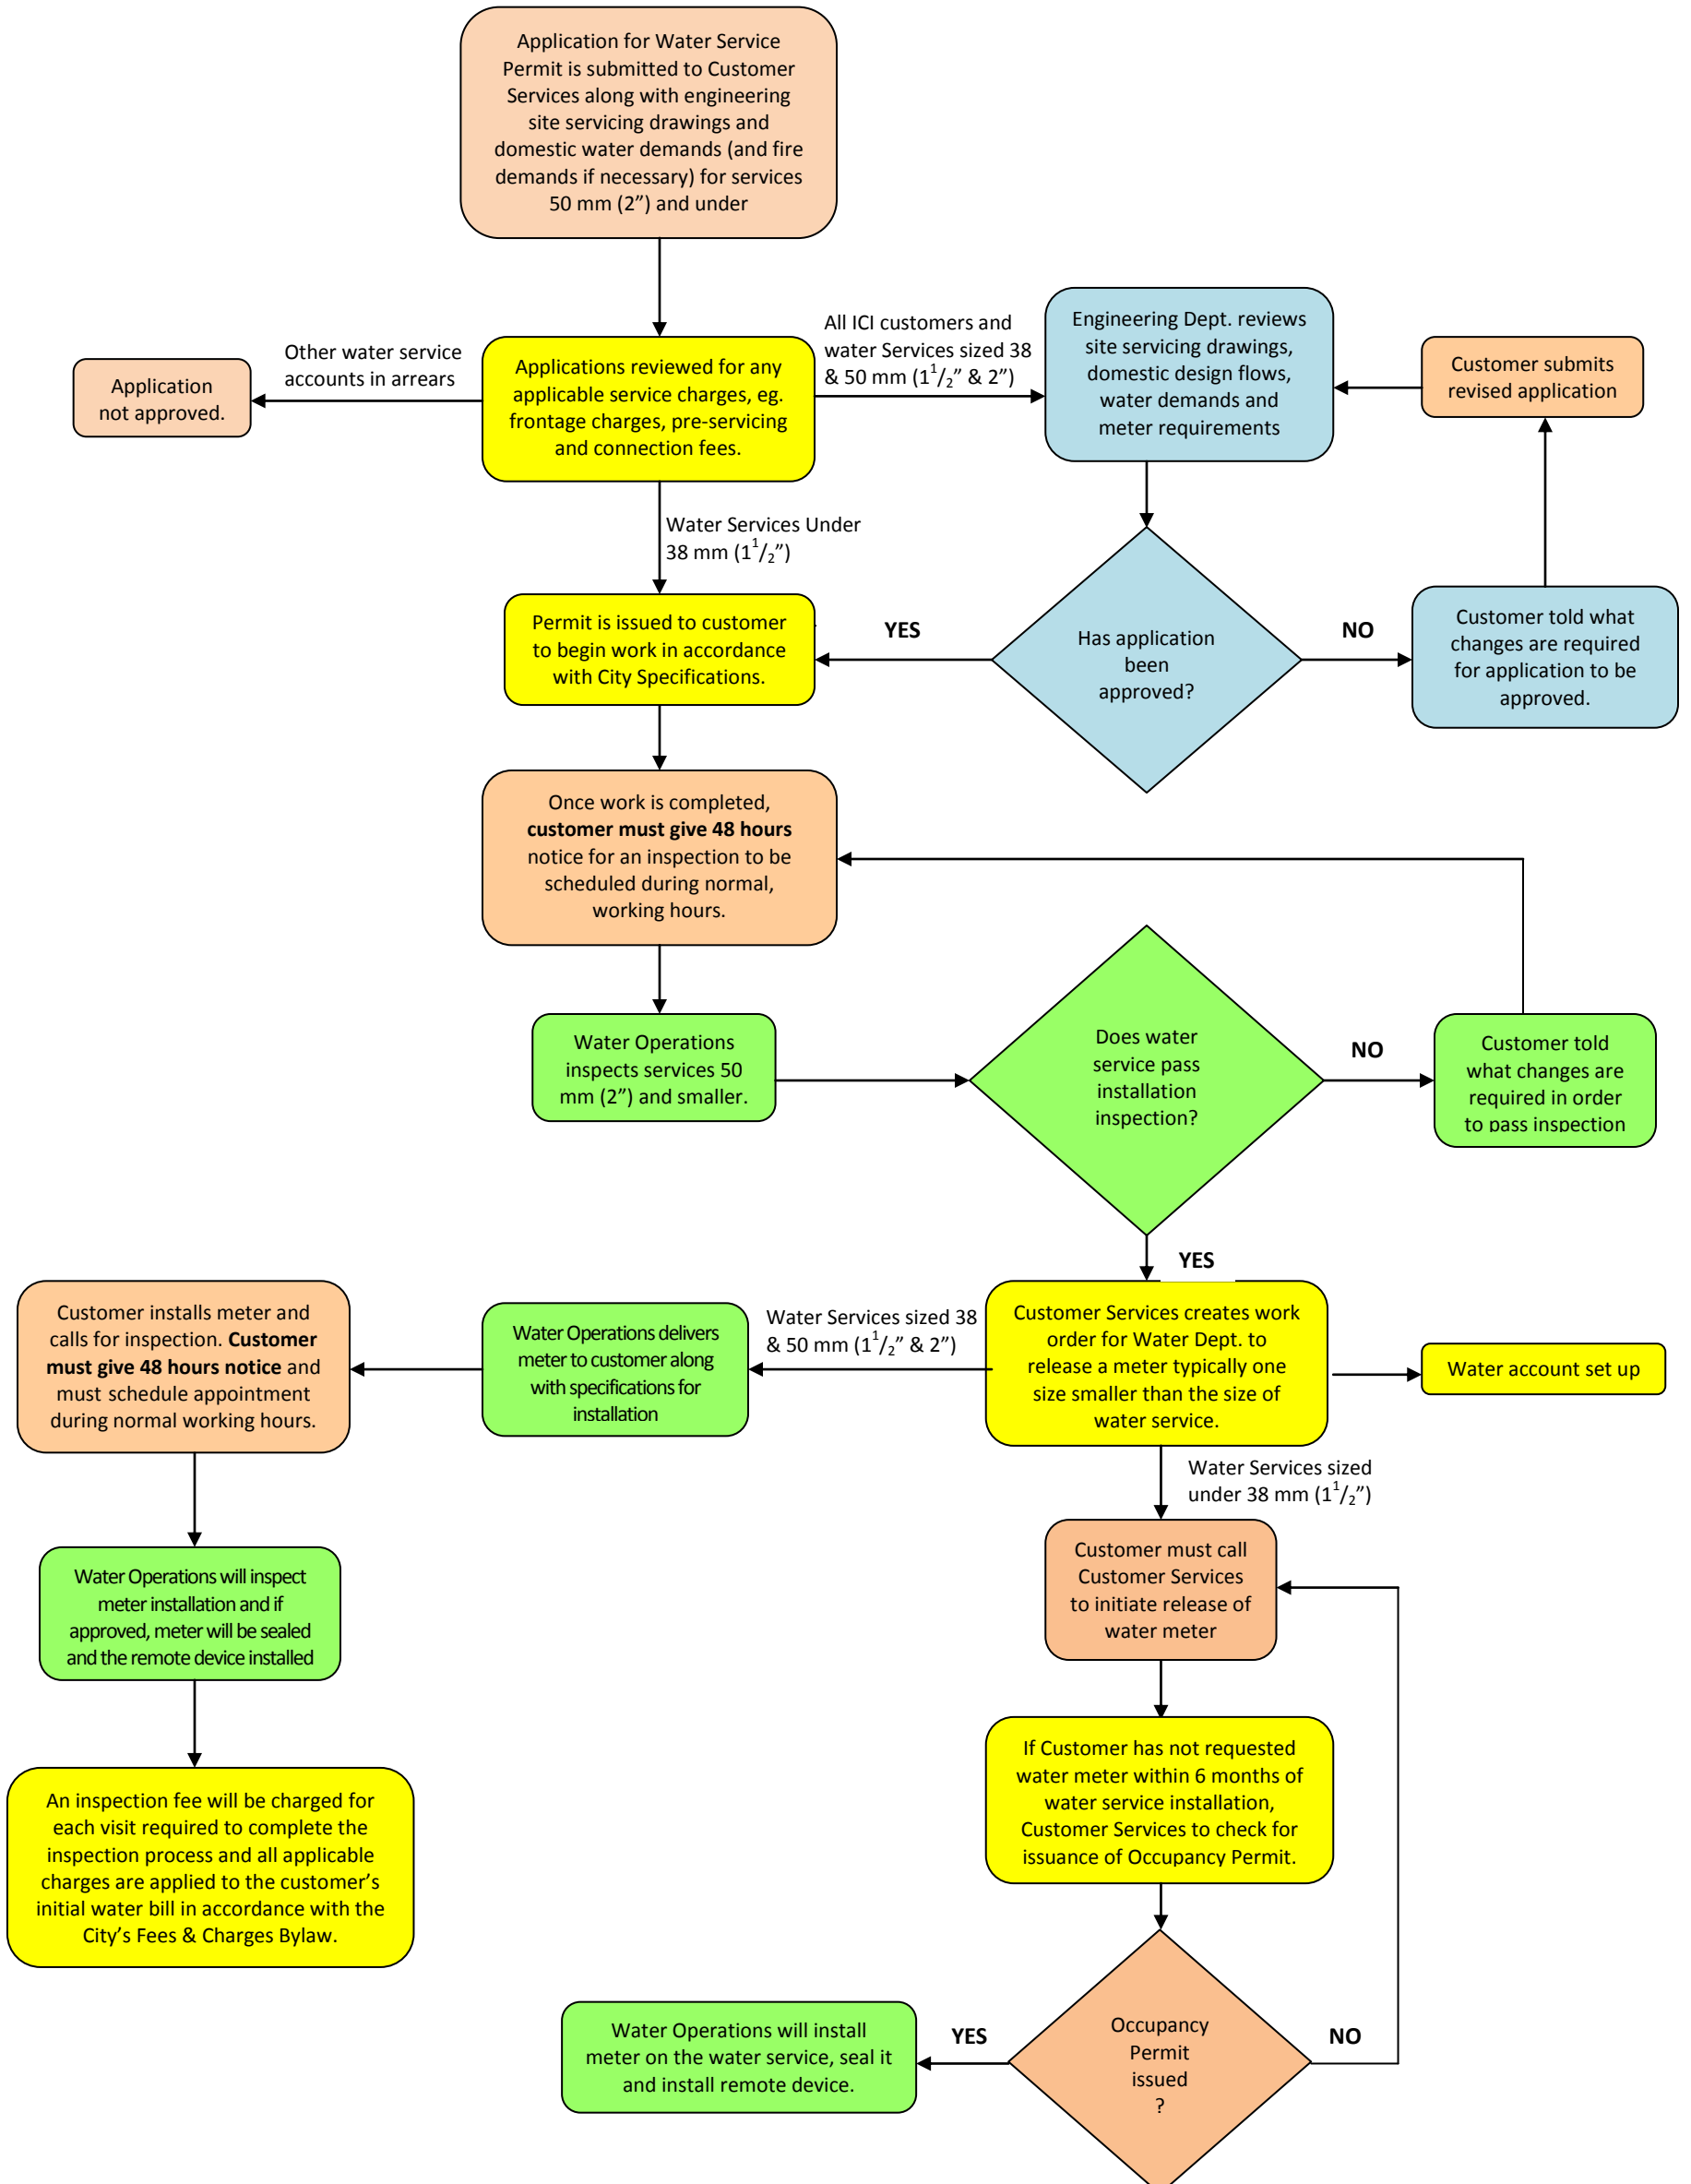 Application for Water Service
Permit is submitted to Customer
Services along with engineering
site servicing drawings and
domestic water demands (and fire
demands if necessary) for services
50 mm (2”) and under
Other water service
accounts in arrears
Application
not approved.
Applications reviewed for any
applicable service charges, eg.
frontage charges, pre-servicing
and connection fees.
All ICI customers and
water Services sized 38
& 50 mm (1 1/2” & 2”)
Engineering Dept. reviews
site servicing drawings,
domestic design flows,
water demands and
meter requirements
Customer submits
revised application
Water Services Under
38 mm (1 1/2”)
Permit is issued to customer
to begin work in accordance
with City Specifications.
YES
Has application
been
approved?
NO
Customer told what
changes are required
for application to be
approved.
Once work is completed,
customer must give 48 hours
notice for an inspection to be
scheduled during normal,
working hours.
Water Operations
inspects services 50
mm (2”) and smaller.
Does water
service pass
installation
inspection?
NO
Customer told
what changes are
required in order
to pass inspection
YES
Customer installs meter and
calls for inspection. Customer
must give 48 hours notice and
must schedule appointment
during normal working hours.
Water Operations delivers
meter to customer along
with specifications for
installation
Water Services sized 38
& 50 mm (1 1/2” & 2”)
Customer Services creates work
order for Water Dept. to
release a meter typically one
size smaller than the size of
water service.
Water account set up
Water Services sized
under 38 mm (1 1/2”)
Customer must call
Customer Services
to initiate release of
water meter
Water Operations will inspect
meter installation and if
approved, meter will be sealed
and the remote device installed
If Customer has not requested
water meter within 6 months of
water service installation,
Customer Services to check for
issuance of Occupancy Permit.
An inspection fee will be charged for
each visit required to complete the
inspection process and all applicable
charges are applied to the customer’s
initial water bill in accordance with the
City’s Fees & Charges Bylaw.
Water Operations will install
meter on the water service, seal it
and install remote device.
YES
Occupancy
Permit
issued
?
NO